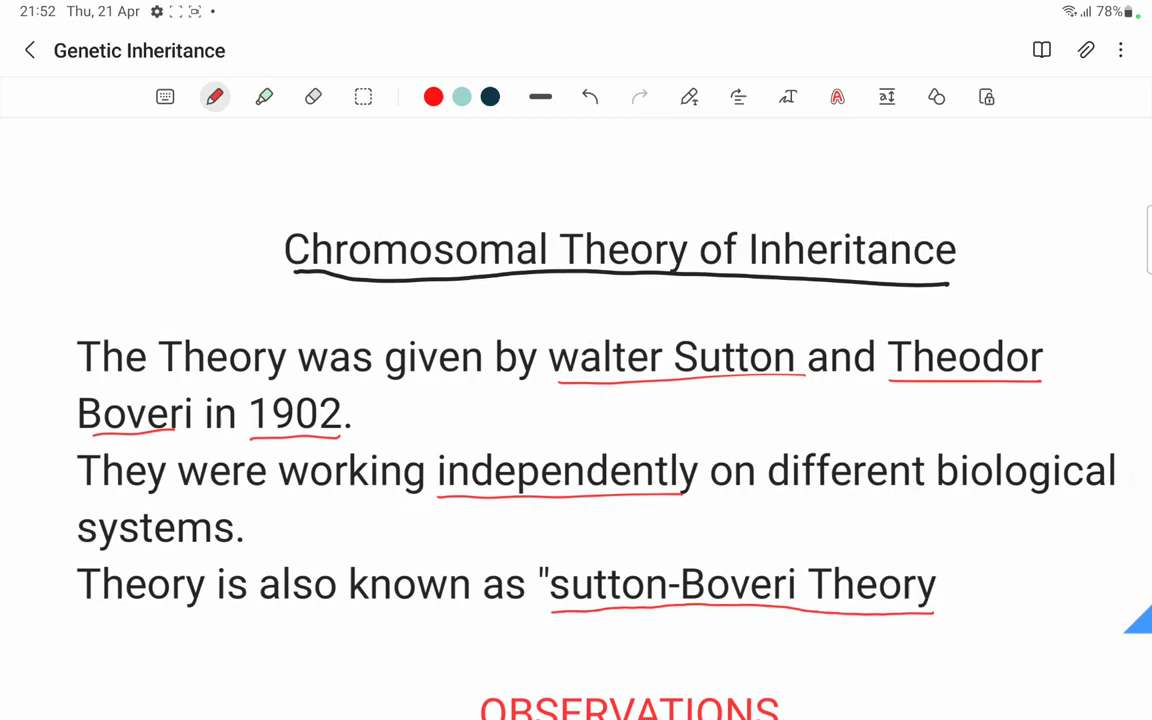 21:52 Thu, 21 Apr 78%
Genetic Inheritance
Chromosomal Theory of Inheritance
The Theory was given by walter Sutton and Theodor
Boveri in 1902.
They were working independently on different biological
systems.
Theory is also known as "sutton-Boveri Theory
OBSERVATIONS